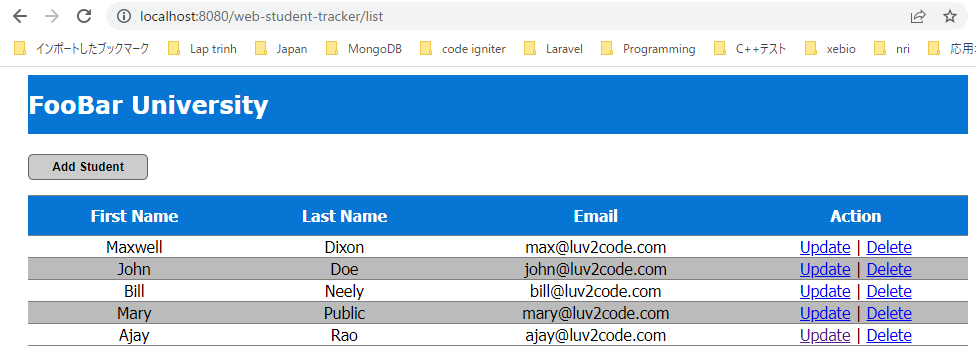 localhost:8080/web-student-tracker/list
インポートしたブックマーク Lap trinh Japan MongoDB code igniter Laravel Programming C++テスト xebio nri 応用
FooBar University
Add Student
First Name Last Name Email Action
Maxwell Dixon max@luv2code.com Update | Delete
John Doe john@luv2code.com Update | Delete
Bill Neely bill@luv2code.com Update | Delete
Mary Public mary@luv2code.com Update | Delete
Ajay Rao ajay@luv2code.com Update | Delete